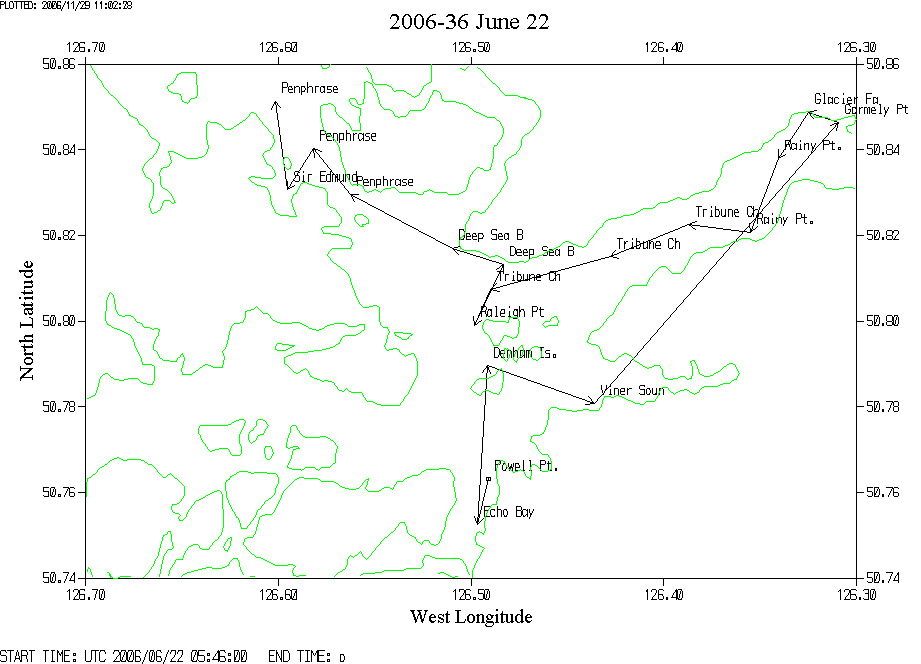 PLOTTED: 2006/11/29 11:02:28
2006-36 June 22
126.70 126.60 126.50 126.40 126.30
50.86 50.86
Penphrase
Glacier Fa
Gormely Pt
Penphrase
50.84 50.84
Rainy Pt.
Sir Edmund
Penphrase
Tribune Ch
Rainy Pt.
50.82 50.82
Deep Sea B
Tribune Ch
Deep Sea B
Tribune Ch
Raleigh Pt
50.80 50.80
Denham Is.
Viner Soun
50.78 50.78
Powell Pt.
50.76 50.76
Echo Bay
50.74 50.74
126.70 126.60 126.50 126.40 126.30
North Latitude
West Longitude
START TIME: UTC 2006/06/22 05:46:00 END TIME: o